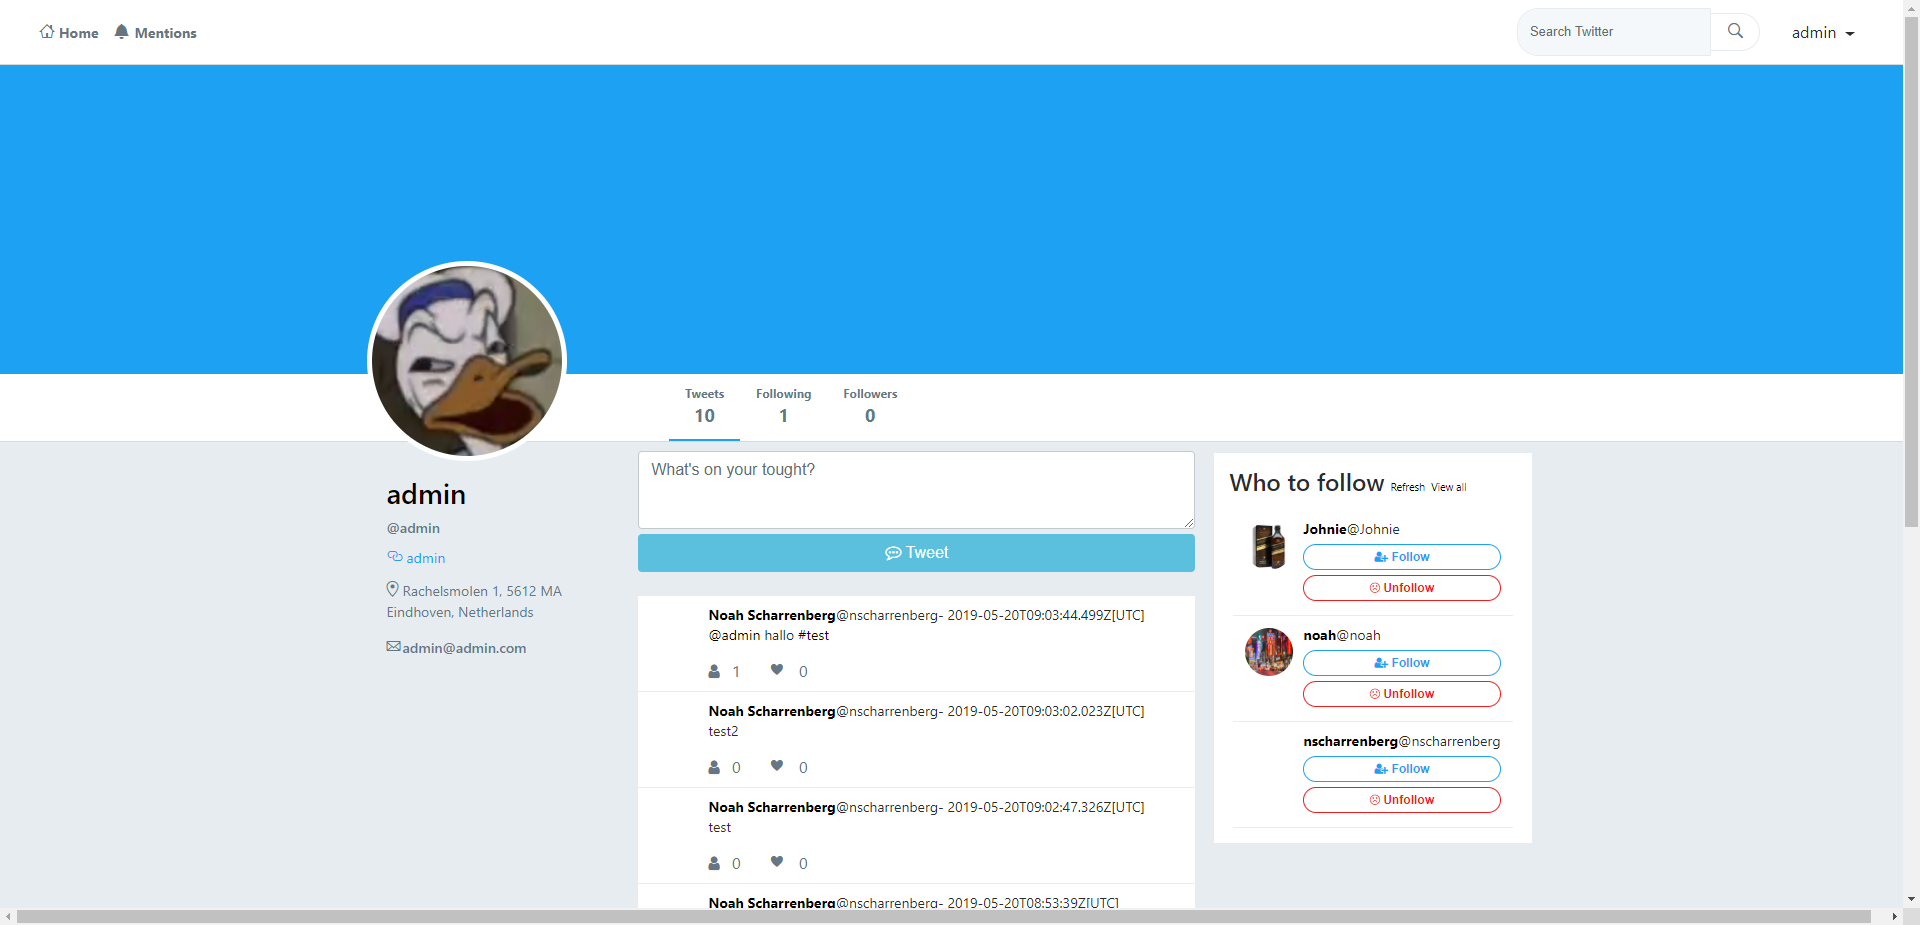 Home Mentions
Search Twitter
admin
Tweets Following Followers
10 1 0
admin
@admin
admin
Rachelsmolen 1, 5612 MA
Eindhoven, Netherlands
admin@admin.com
What's on your tought?
Tweet
Noah Scharrenberg@nscharrenberg- 2019-05-20T09:03:44.499Z[UTC]
@admin hallo #test
1 0
Noah Scharrenberg@nscharrenberg- 2019-05-20T09:03:02.023Z[UTC]
test2
0 0
Noah Scharrenberg@nscharrenberg- 2019-05-20T09:02:47.326Z[UTC]
test
0 0
Noah Scharrenberg@nscharrenberg- 2019-05-20T08:53:39Z[UTC]
Who to follow Refresh View all
Johnie@Johnie
Follow
Unfollow
noah@noah
Follow
Unfollow
nscharrenberg@nscharrenberg
Follow
Unfollow